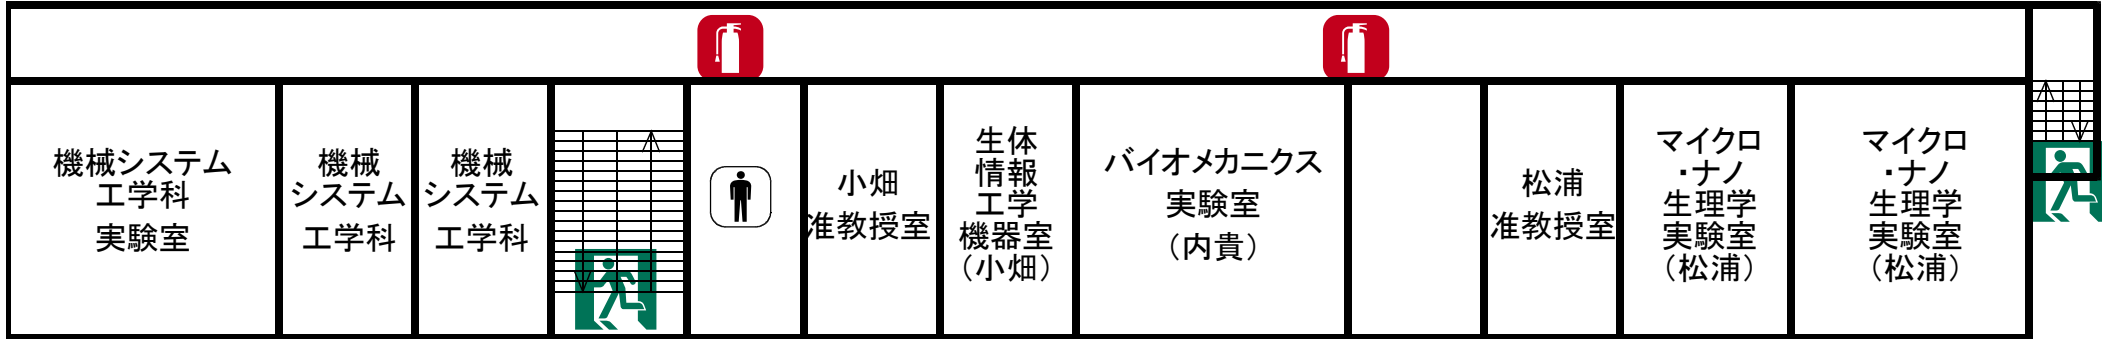 機械システム
工学科
実験室
機械
システム
工学科
機械
システム
工学科
小畑
准教授室
生体
情報
工学
機器室
（小畑）
バイオメカニクス
実験室
（内貴）
松浦
准教授室
マイクロ
・ナノ
生理学
実験室
（松浦）
マイクロ
・ナノ
生理学
実験室
（松浦）